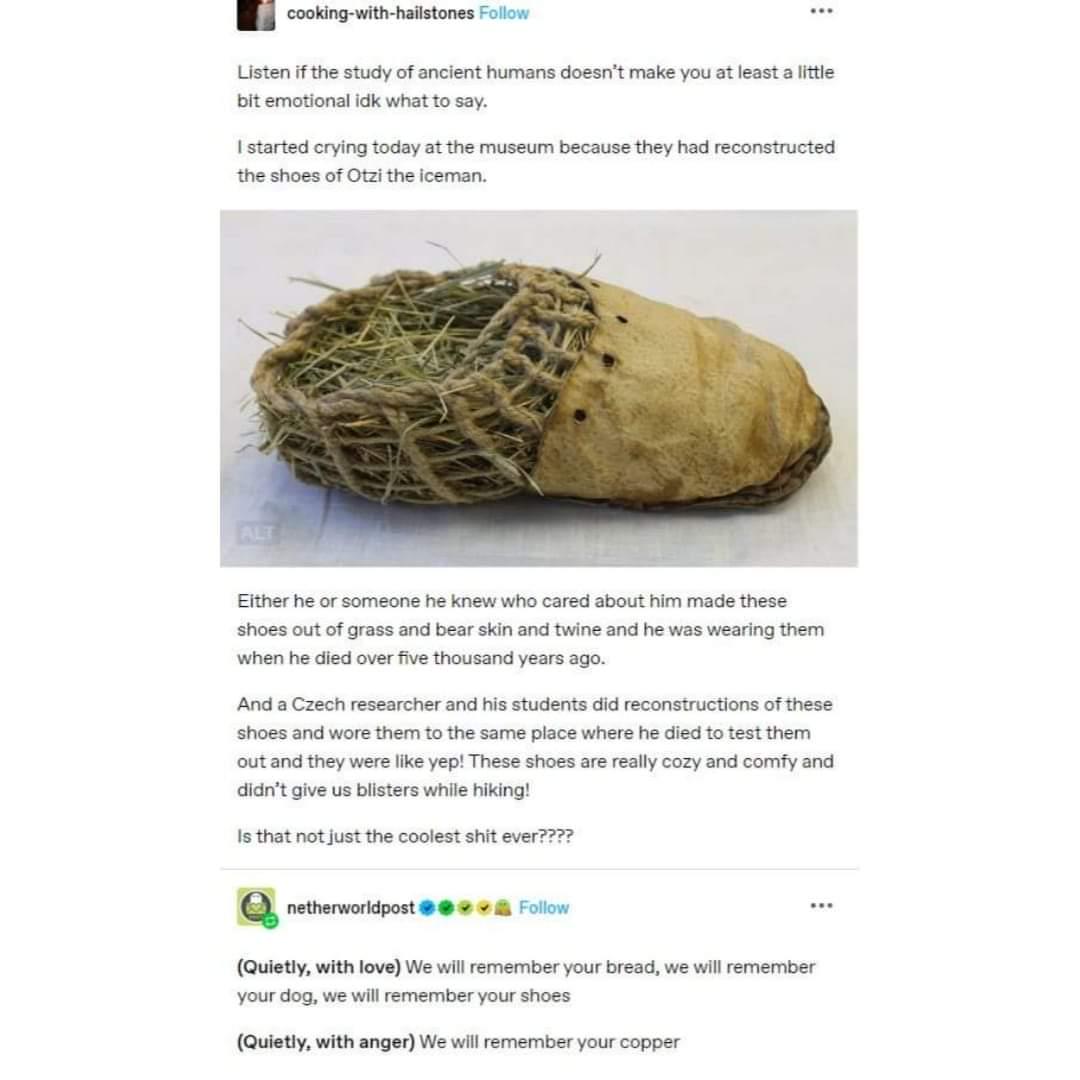 cooking-with-hailstones Follow
Listen if the study of ancient humans doesn't make you at least a little
bit emotional idk what to say.
I started crying today at the museum because they had reconstructed
the shoes of Otzi the iceman.
ALT
Either he or someone he knew who cared about him made these
shoes out of grass and bear skin and twine and he was wearing them
when he died over five thousand years ago.
And a Czech researcher and his students did reconstructions of these
shoes and wore them to the same place where he died to test them
out and they were like yep! These shoes are really cozy and comfy and
didn't give us blisters while hiking!
Is that not just the coolest shit ever????
netherworldpost Follow
(Quietly, with love) We will remember your bread, we will remember
your dog, we will remember your shoes
(Quietly, with anger) We will remember your copper